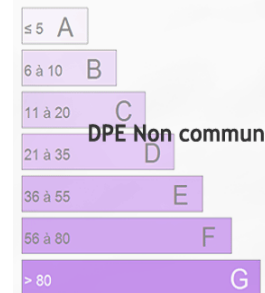 ≤ 5 A
6 à 10 B
11 à 20 C
DPE Non commun
21 à 35 D
36 à 55 E
56 à 80 F
> 80 G